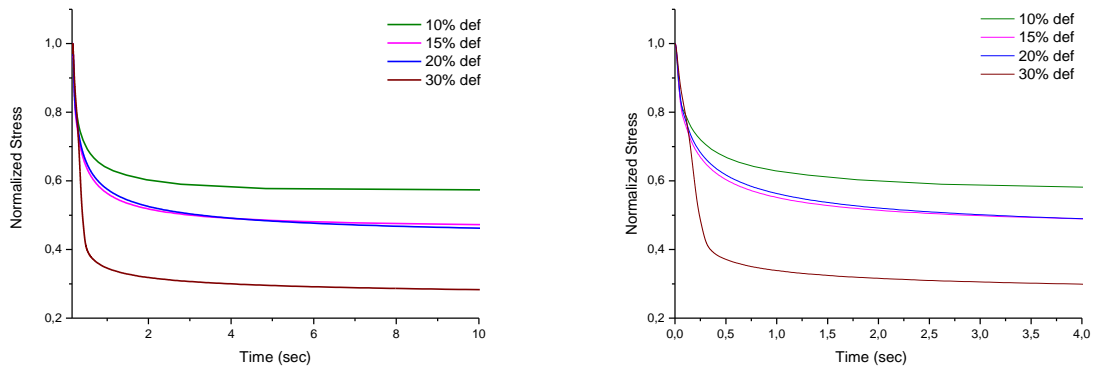 10% def
15% def
20% def
30% def
1,0
0,8
0,6
0,4
0,2
Normalized Stress
2 4 6 8 10
Time (sec)
10% def
15% def
20% def
30% def
1,0
0,8
0,6
0,4
0,2
Normalized Stress
0,0 0,5 1,0 1,5 2,0 2,5 3,0 3,5 4,0
Time (sec)